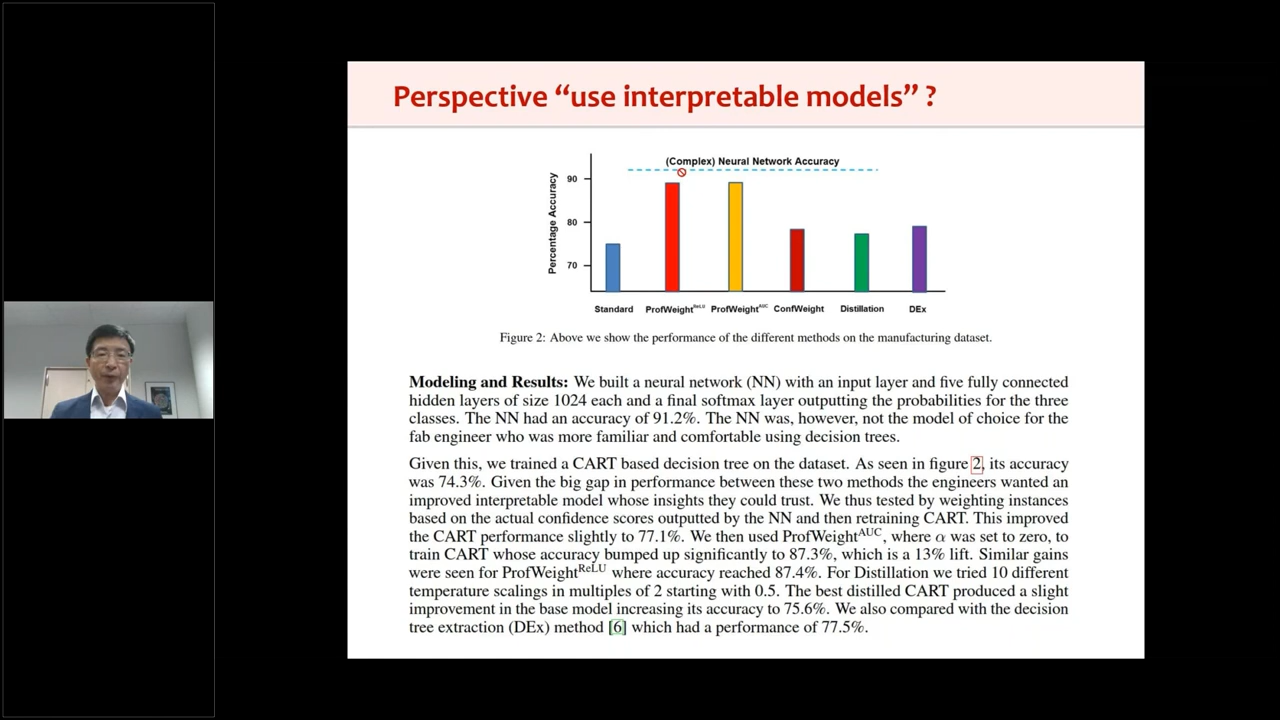 Perspective “use interpretable models” ?
(Complex) Neural Network Accuracy
Percentage Accuracy
90
80
70
Standard
ProfWeightReLU
ProfWeightAUC
ConfWeight
Distillation
DEx
Figure 2: Above we show the performance of the different methods on the manufacturing dataset.
Modeling and Results: We built a neural network (NN) with an input layer and five fully connected
hidden layers of size 1024 each and a final softmax layer outputting the probabilities for the three
classes. The NN had an accuracy of 91.2%. The NN was, however, not the model of choice for the
fab engineer who was more familiar and comfortable using decision trees.
Given this, we trained a CART based decision tree on the dataset. As seen in figure 2, its accuracy
was 74.3%. Given the big gap in performance between these two methods the engineers wanted an
improved interpretable model whose insights they could trust. We thus tested by weighting instances
based on the actual confidence scores outputted by the NN and then retraining CART. This improved
the CART performance slightly to 77.1%. We then used ProfWeightAUC, where α was set to zero, to
train CART whose accuracy bumped up significantly to 87.3%, which is a 13% lift. Similar gains
were seen for ProfWeightReLU where accuracy reached 87.4%. For Distillation we tried 10 different
temperature scalings in multiples of 2 starting with 0.5. The best distilled CART produced a slight
improvement in the base model increasing its accuracy to 75.6%. We also compared with the decision
tree extraction (DEx) method [6] which had a performance of 77.5%.